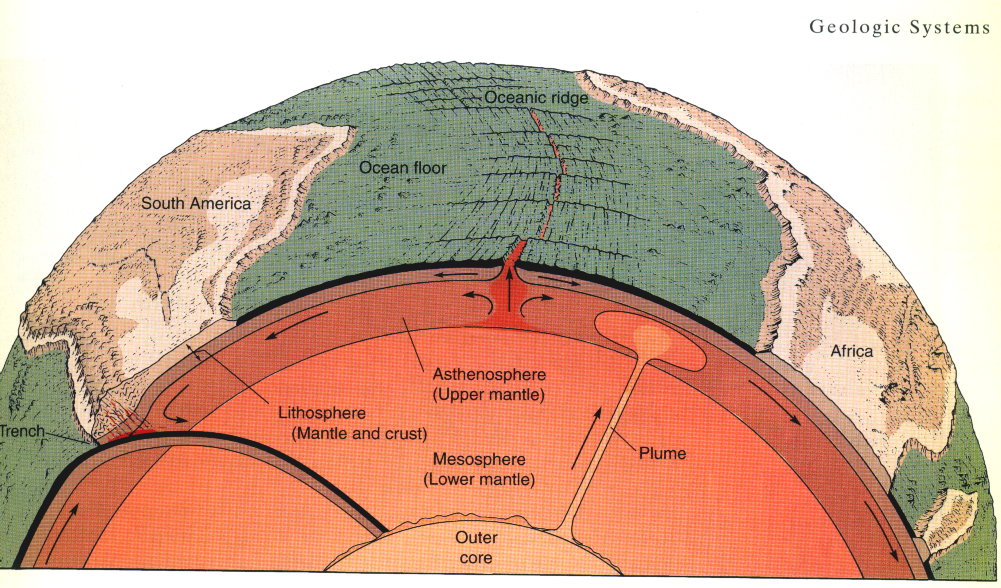 Geologic Systems
Oceanic ridge
Ocean floor
South America
Africa
Asthenosphere
(Upper mantle)
Lithosphere
(Mantle and crust)
Trench
Mesosphere
(Lower mantle)
Plume
Outer
core